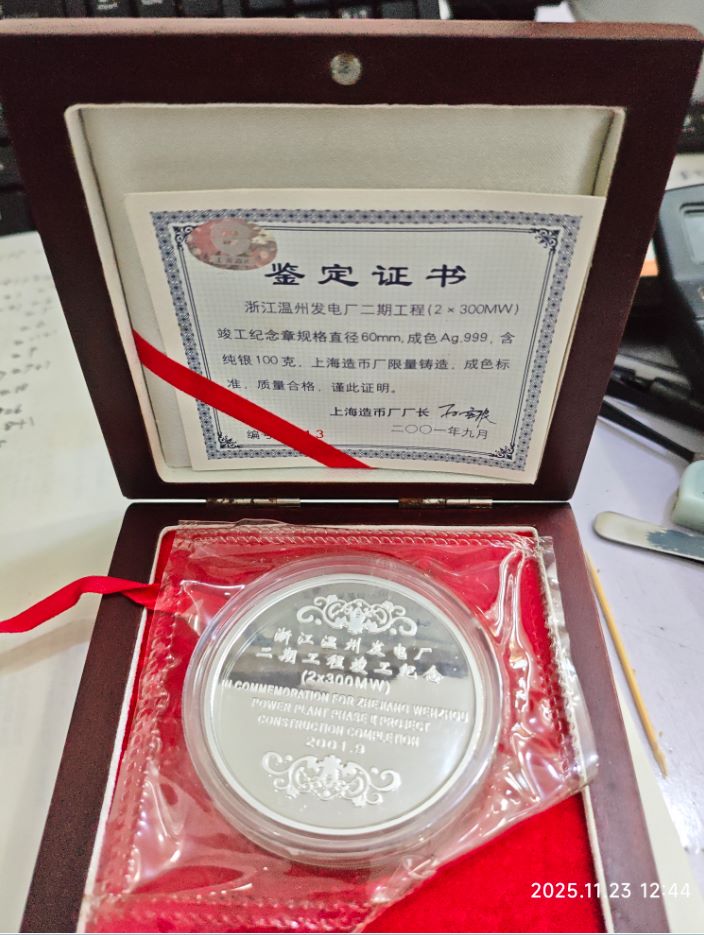 鉴定证书
浙江温州发电厂二期工程(2×300MW)
竣工纪念章规格直径60mm,成色Ag.999、含
纯银100克、上海造币厂限量铸造、成色标
准、质量合格、谨此证明。
上海造币厂厂长
二〇〇一年九月
编
13
浙江温州发电厂
二期工程竣工纪念
(2x300MW)
IN COMMEMORATION FOR ZHEJIANG WENZHOU
POWER PLANT PHASE II PROJECT
CONSTRUCTION COMPLETION
2001.9
2025.11.23 12:44